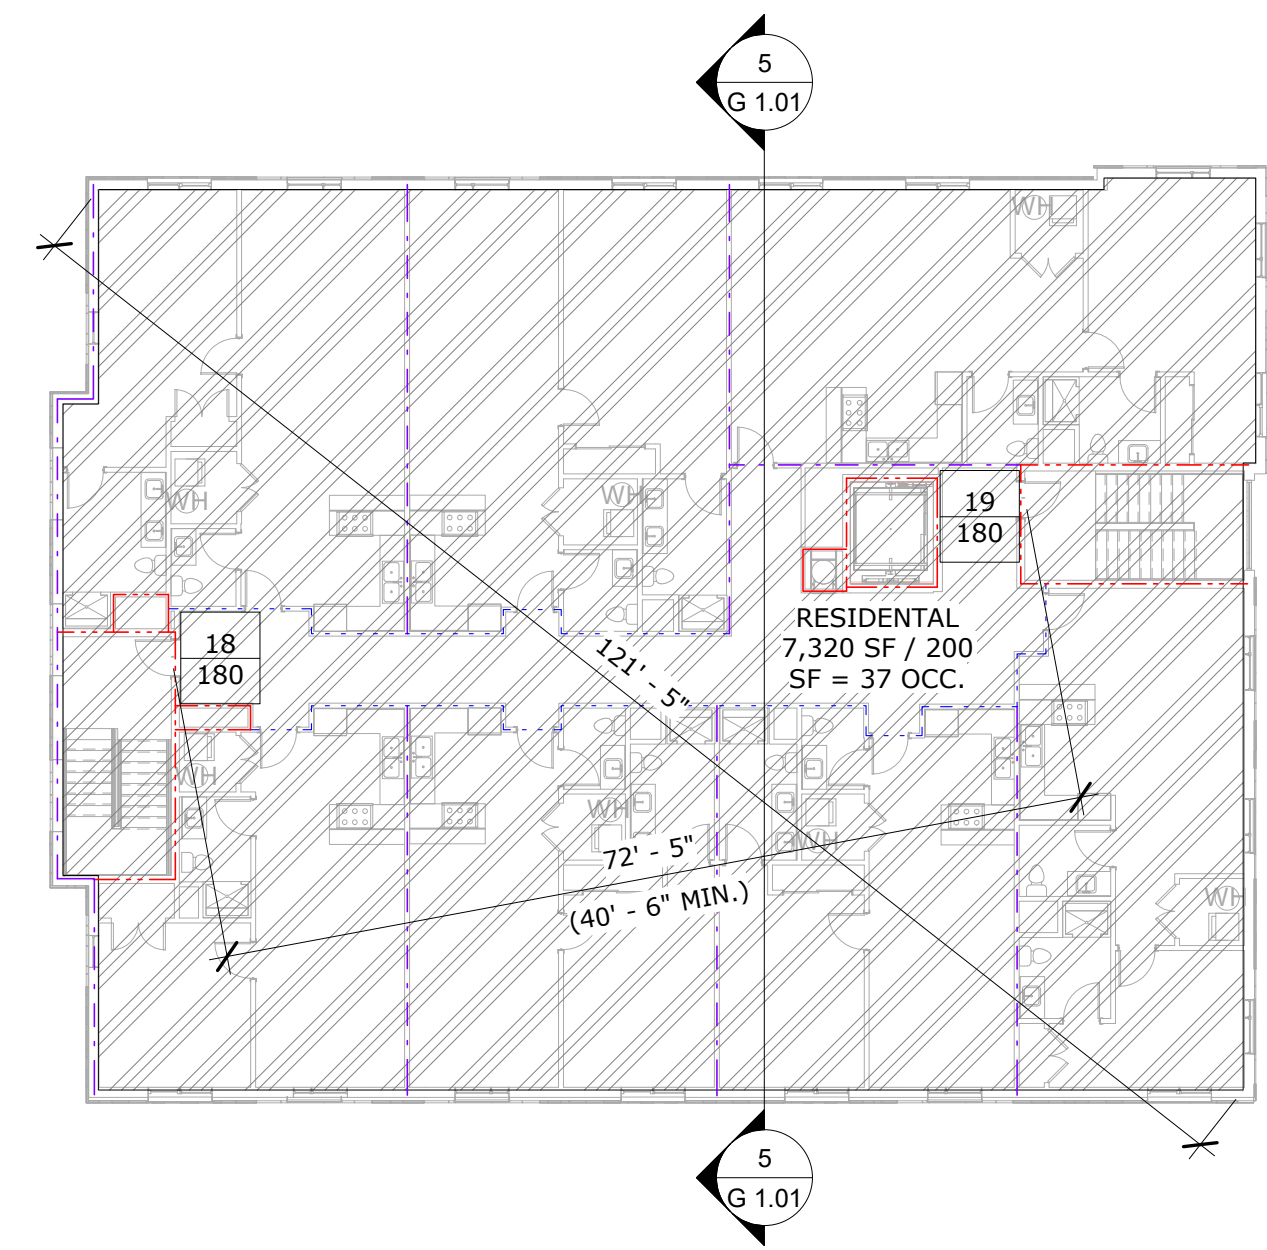 5
G 1.01
WH
WH
WH
19
180
18
180
RESIDENTAL
7,320 SF / 200
SF = 37 OCC.
121' - 5"
WH
WH
WH
72' - 5"
(40' - 6" MIN.)
WH
5
G 1.01